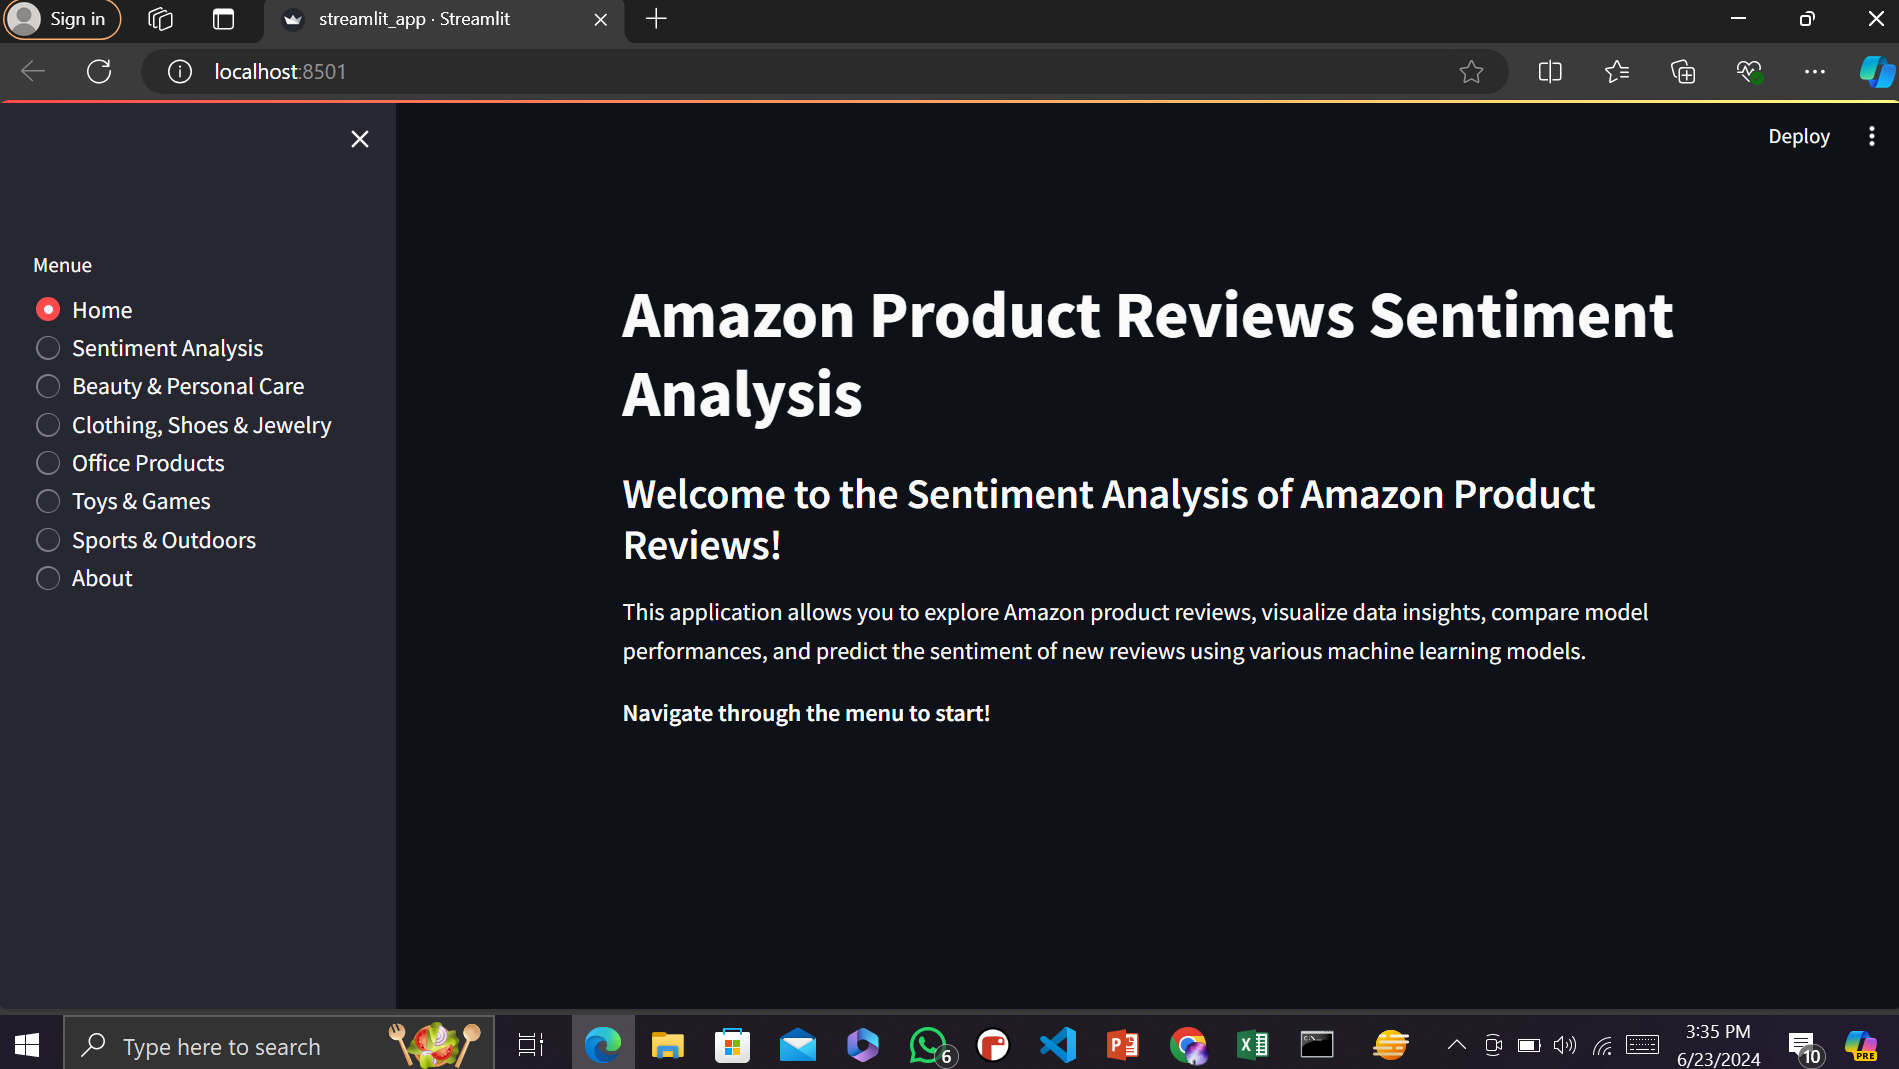 Sign in
streamlit_app · Streamlit
localhost:8501
Deploy
Menue
Home
Sentiment Analysis
Beauty & Personal Care
Clothing, Shoes & Jewelry
Office Products
Toys & Games
Sports & Outdoors
About
Amazon Product Reviews Sentiment
Analysis
Welcome to the Sentiment Analysis of Amazon Product
Reviews!
This application allows you to explore Amazon product reviews, visualize data insights, compare model
performances, and predict the sentiment of new reviews using various machine learning models.
Navigate through the menu to start!
Type here to search
6
3:35 PM
6/23/2024
10
PRE